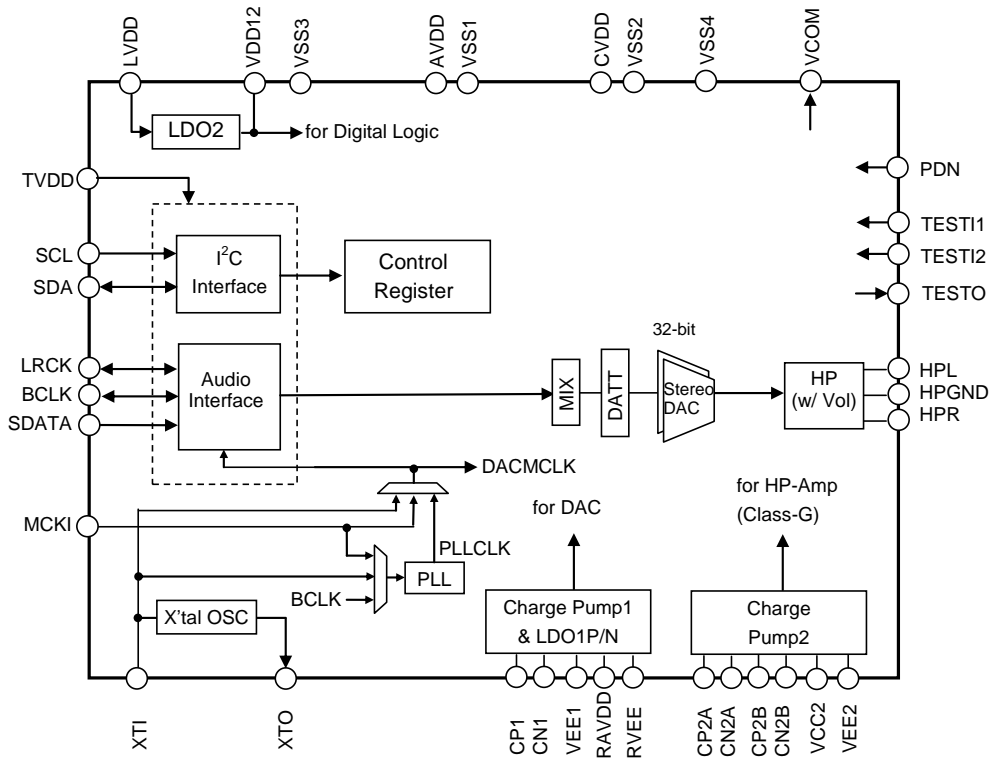 LVDD
VDD12
VSS3
AVDD
VSS1
CVDD
VSS2
VSS4
VCOM
LDO2
for Digital Logic
TVDD
PDN
SCL
SDA
I²C
Interface
Control
Register
TESTI1
TESTI2
TESTO
LRCK
BCLK
SDATA
Audio
Interface
MIX
DATT
32-bit
Stereo
DAC
HP
(w/ Vol)
HPL
HPGND
HPR
DACMCLK
MCKI
PLLCLK
BCLK
PLL
for DAC
for HP-Amp
(Class-G)
X'tal OSC
Charge Pump1
& LDO1P/N
Charge
Pump2
XTI
XTO
CP1
CN1
VEE1
RAVDD
RVEE
CP2A
CN2A
CP2B
CN2B
VCC2
VEE2